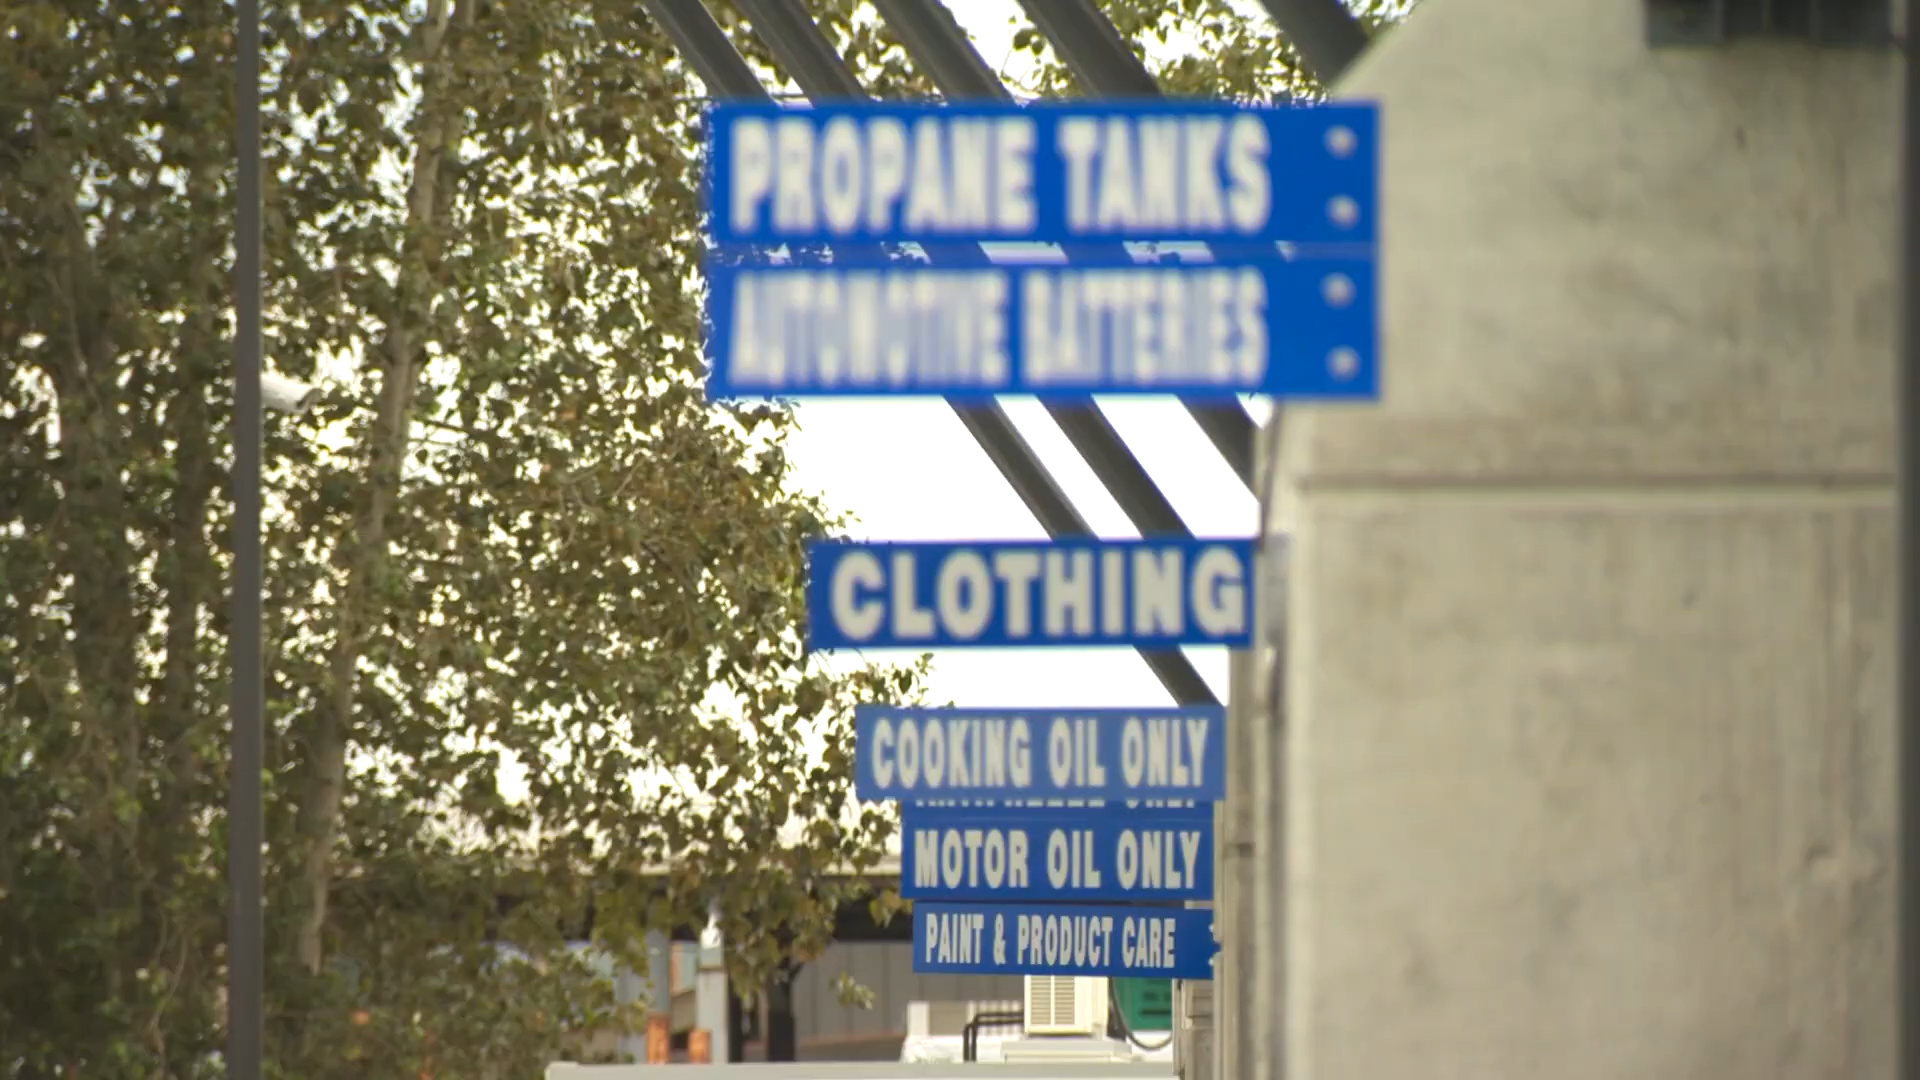 PROPANE TANKS
AUTOMOTIVE BATTERIES
CLOTHING
COOKING OIL ONLY
MOTOR OIL ONLY
PAINT & PRODUCT CARE